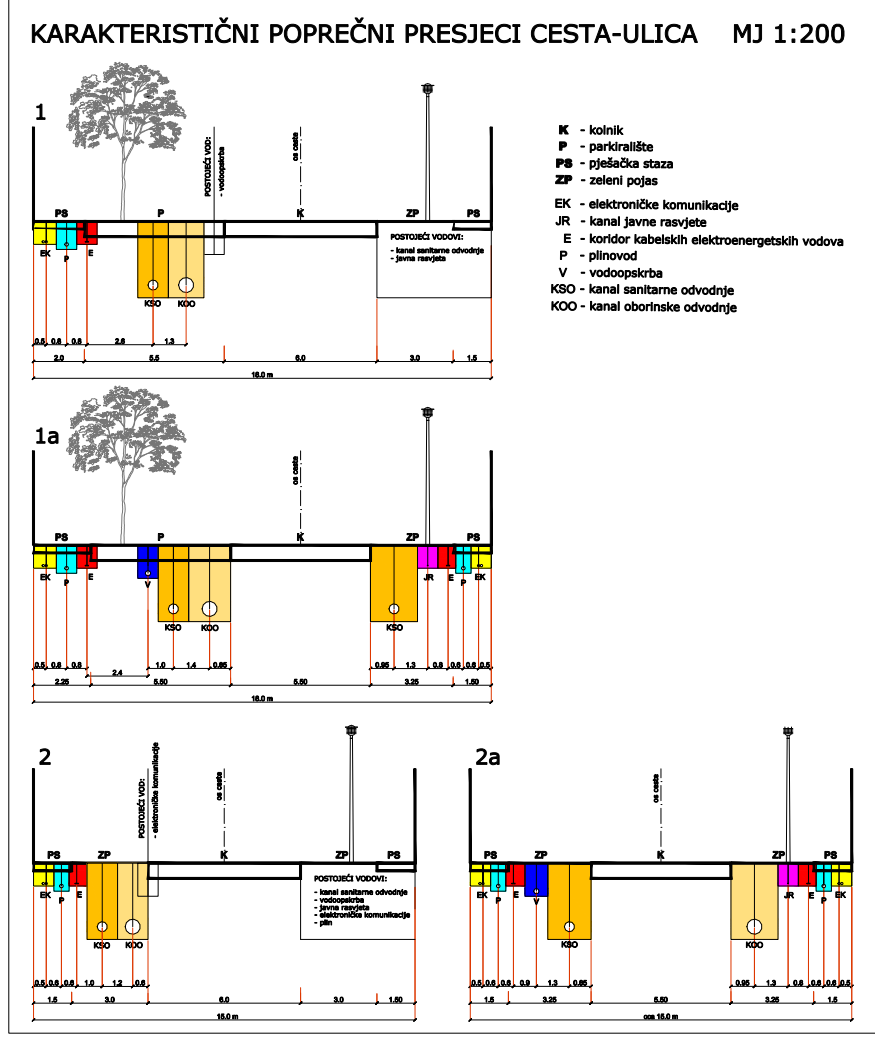 KARAKTERISTIČNI POPREČNI PRESJECI CESTA-ULICA MJ 1:200
K - kolnik
P - parkiralište
PS - pješačka staza
ZP - zeleni pojas
EK - elektroničke komunikacije
JR - kanal javne rasvjete
E - koridor kabelskih elektroenergetskih vodova
P - plinovod
V - vodoopskrba
KSO - kanal sanitarne odvodnje
KOO - kanal oborinske odvodnje
1
POSTOJEĆI VOD:
- vodoopskrba
os cesta
PS P K ZP PS
POSTOJEĆI VODOVI:
- kanal sanitarne odvodnje
- javna rasvjeta
EK P E
KSO KOO
0.5 0.8 0.8 2.6 1.3
2.0 5.5 6.0 3.0 1.5
18.0 m
1a
os cesta
PS P K ZP PS
EK P E V JR E P EK
KSO KOO KSO
0.5 0.8 0.8 1.0 1.4 0.85 0.95 1.3 0.8 0.6 0.6 0.5
2.4
2.25 5.50 5.50 3.25 1.50
18.0 m
2
POSTOJEĆI VOD:
- elektroničke komunikacije
os cesta
PS ZP K ZP PS
POSTOJEĆI VODOVI:
- kanal sanitarne odvodnje
- vodoopskrba
- javna rasvjeta
- elektroničke komunikacije
- plin
EK P E
KSO KOO
0.5 0.6 0.6 1.0 1.2 0.6
1.5 3.0 6.0 3.0 1.50
15.0 m
2a
os cesta
PS ZP K ZP PS
EK P E V JR E P EK
KSO KOO
0.5 0.6 0.6 0.9 1.3 0.85 0.95 1.3 0.8 0.6 0.6 0.5
1.5 3.25 5.50 3.25 1.5
cca 15.0 m